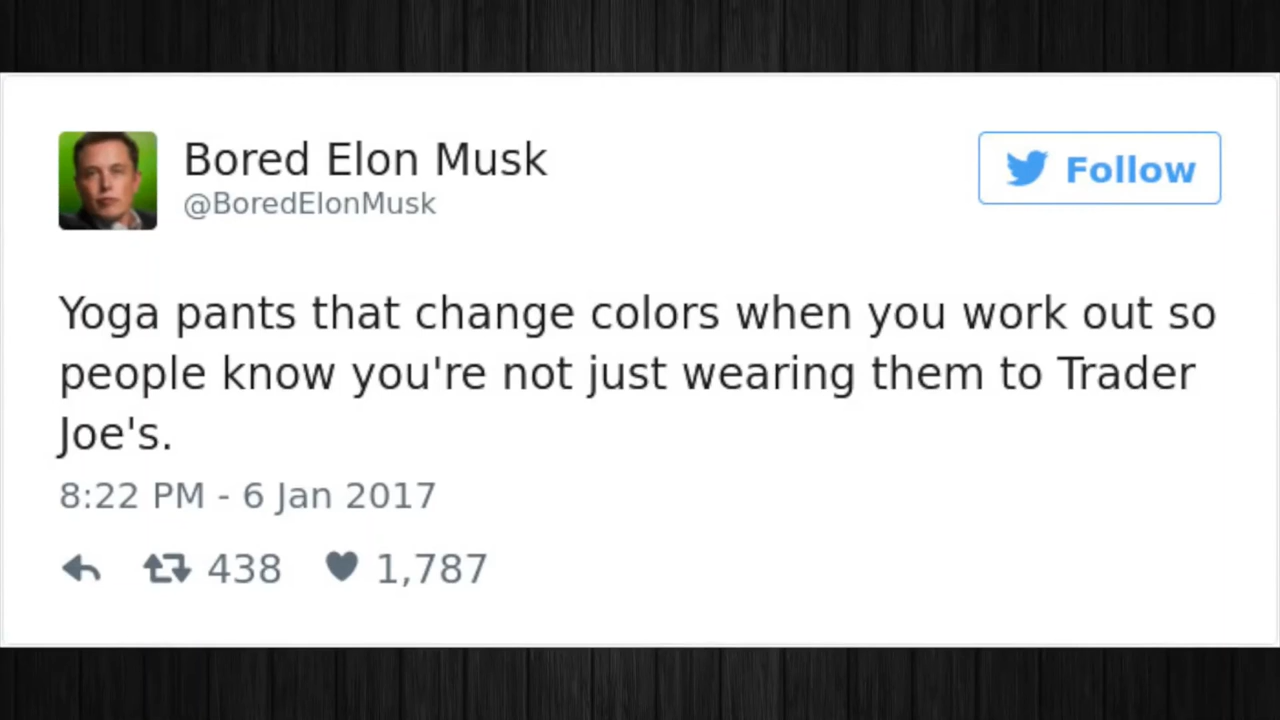 Bored Elon Musk
@BoredElonMusk
Follow
Yoga pants that change colors when you work out so
people know you're not just wearing them to Trader
Joe's.
8:22 PM - 6 Jan 2017
438 1,787